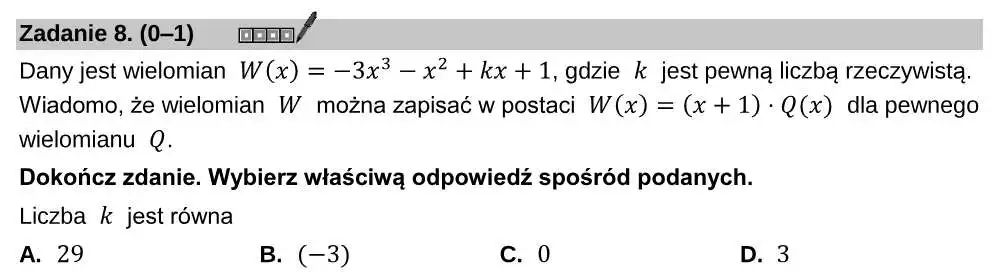 Zadanie 8. (0–1)
Dany jest wielomian W(x) = −3x³ − x² + kx + 1, gdzie k jest pewną liczbą rzeczywistą.
Wiadomo, że wielomian W można zapisać w postaci W(x) = (x + 1) · Q(x) dla pewnego
wielomianu Q.
Dokończ zdanie. Wybierz właściwą odpowiedź spośród podanych.
Liczba k jest równa
A. 29 B. (−3) C. 0 D. 3